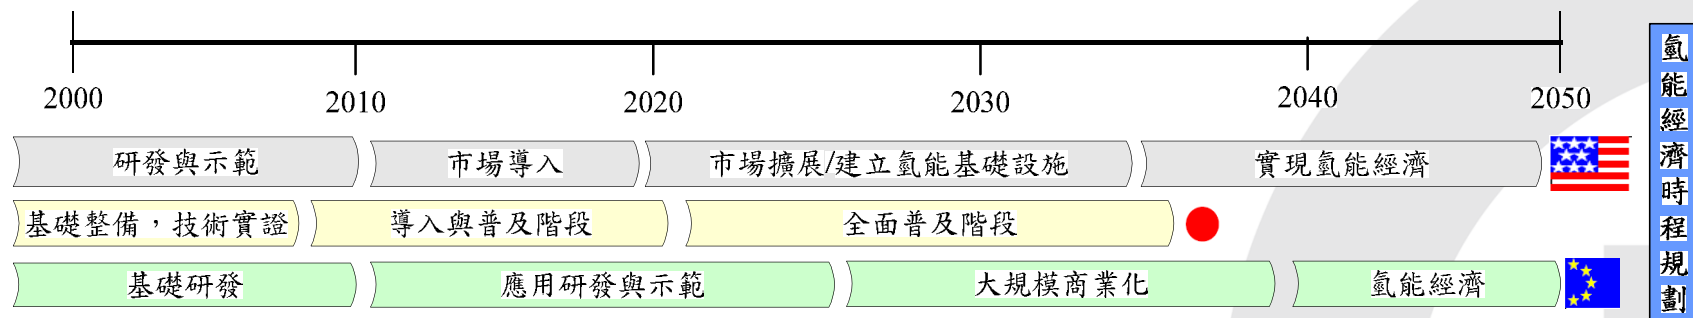 2000 2010 2020 2030 2040 2050
研發與示範 市場導入 市場擴展/建立氫能基礎設施 實現氫能經濟
基礎整備，技術實證 導入與普及階段 全面普及階段
基礎研發 應用研發與示範 大規模商業化 氫能經濟
氫能經濟時程規劃